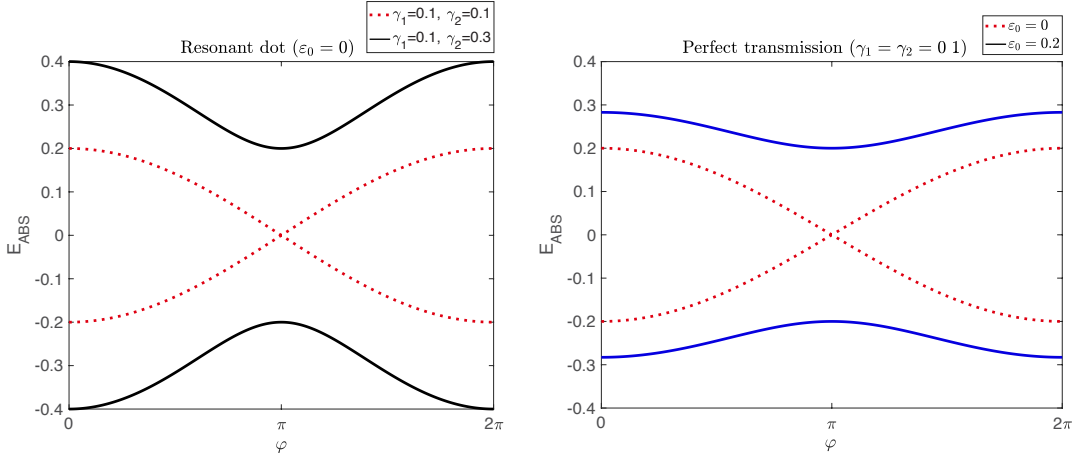 γ₁=0.1, γ₂=0.1
γ₁=0.1, γ₂=0.3
Resonant dot (ε₀ = 0)
0.4
0.3
0.2
0.1
0
-0.1
-0.2
-0.3
-0.4
E_ABS
0 π 2π
φ
ε₀ = 0
ε₀ = 0.2
Perfect transmission (γ₁ = γ₂ = 0 1)
0.4
0.3
0.2
0.1
0
-0.1
-0.2
-0.3
-0.4
E_ABS
0 π 2π
φ